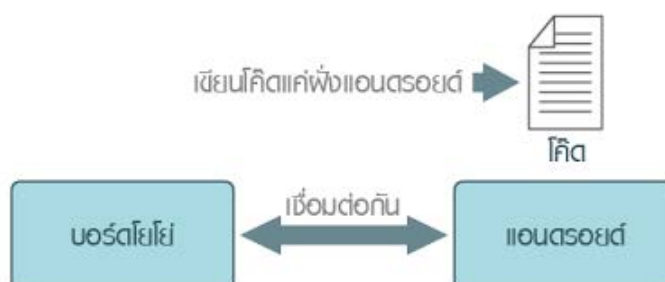 เขียนโค๊ดแค่ฝั่งแอนดรอยด์
โค๊ด
เชื่อมต่อกัน
บอร์ดโยโย่
แอนดรอยด์